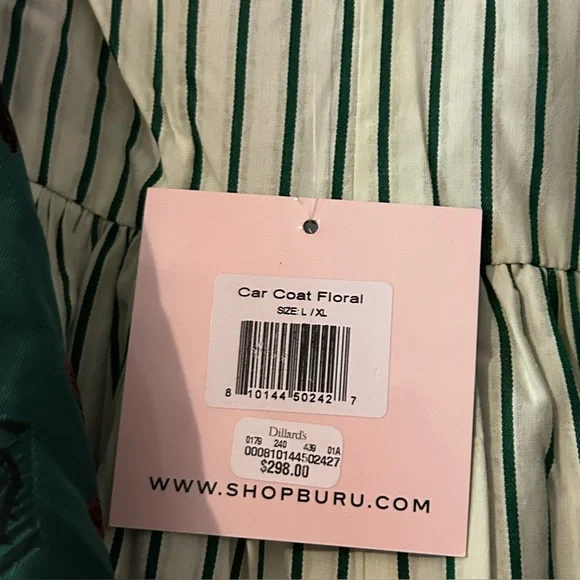 Car Coat Floral
SIZE: L / XL
8 10144 50242 7
Dillard's
0179 240 439 01A
000810144502427
$298.00
WWW.SHOPBURU.COM